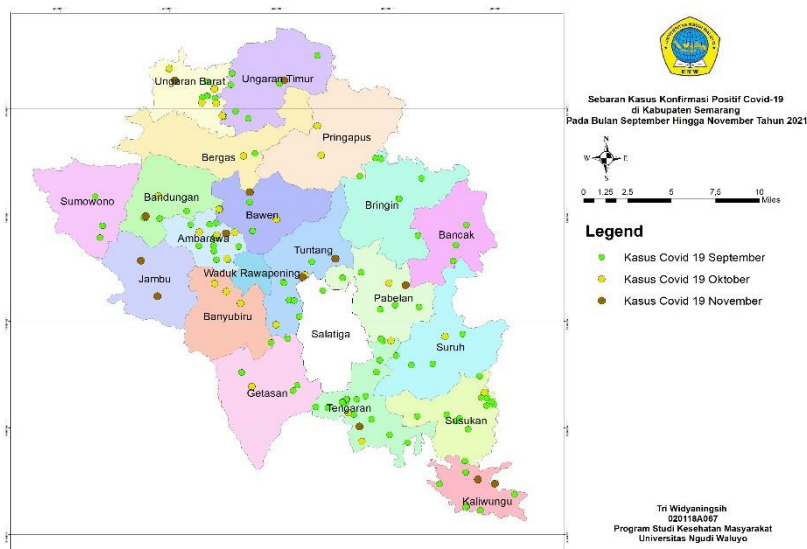 UNW
Sebaran Kasus Konfirmasi Positif Covid-19
di Kabupaten Semarang
Pada Bulan September Hingga November Tahun 2021
N
W E
S
0 1,25 2,5 5 7,5 10
Miles
Legend
Kasus Covid 19 September
Kasus Covid 19 Oktober
Kasus Covid 19 November
Ungaran Barat
Ungaran Timur
Pringapus
Bergas
Sumowono
Bandungan
Bawen
Bringin
Bancak
Ambarawa
Tuntang
Jambu
Waduk Rawapening
Pabelan
Banyubiru
Salatiga
Suruh
Getasan
Tengaran
Susukan
Kaliwungu
Tri Widyaningsih
020118A067
Program Studi Kesehatan Masyarakat
Universitas Ngudi Waluyo